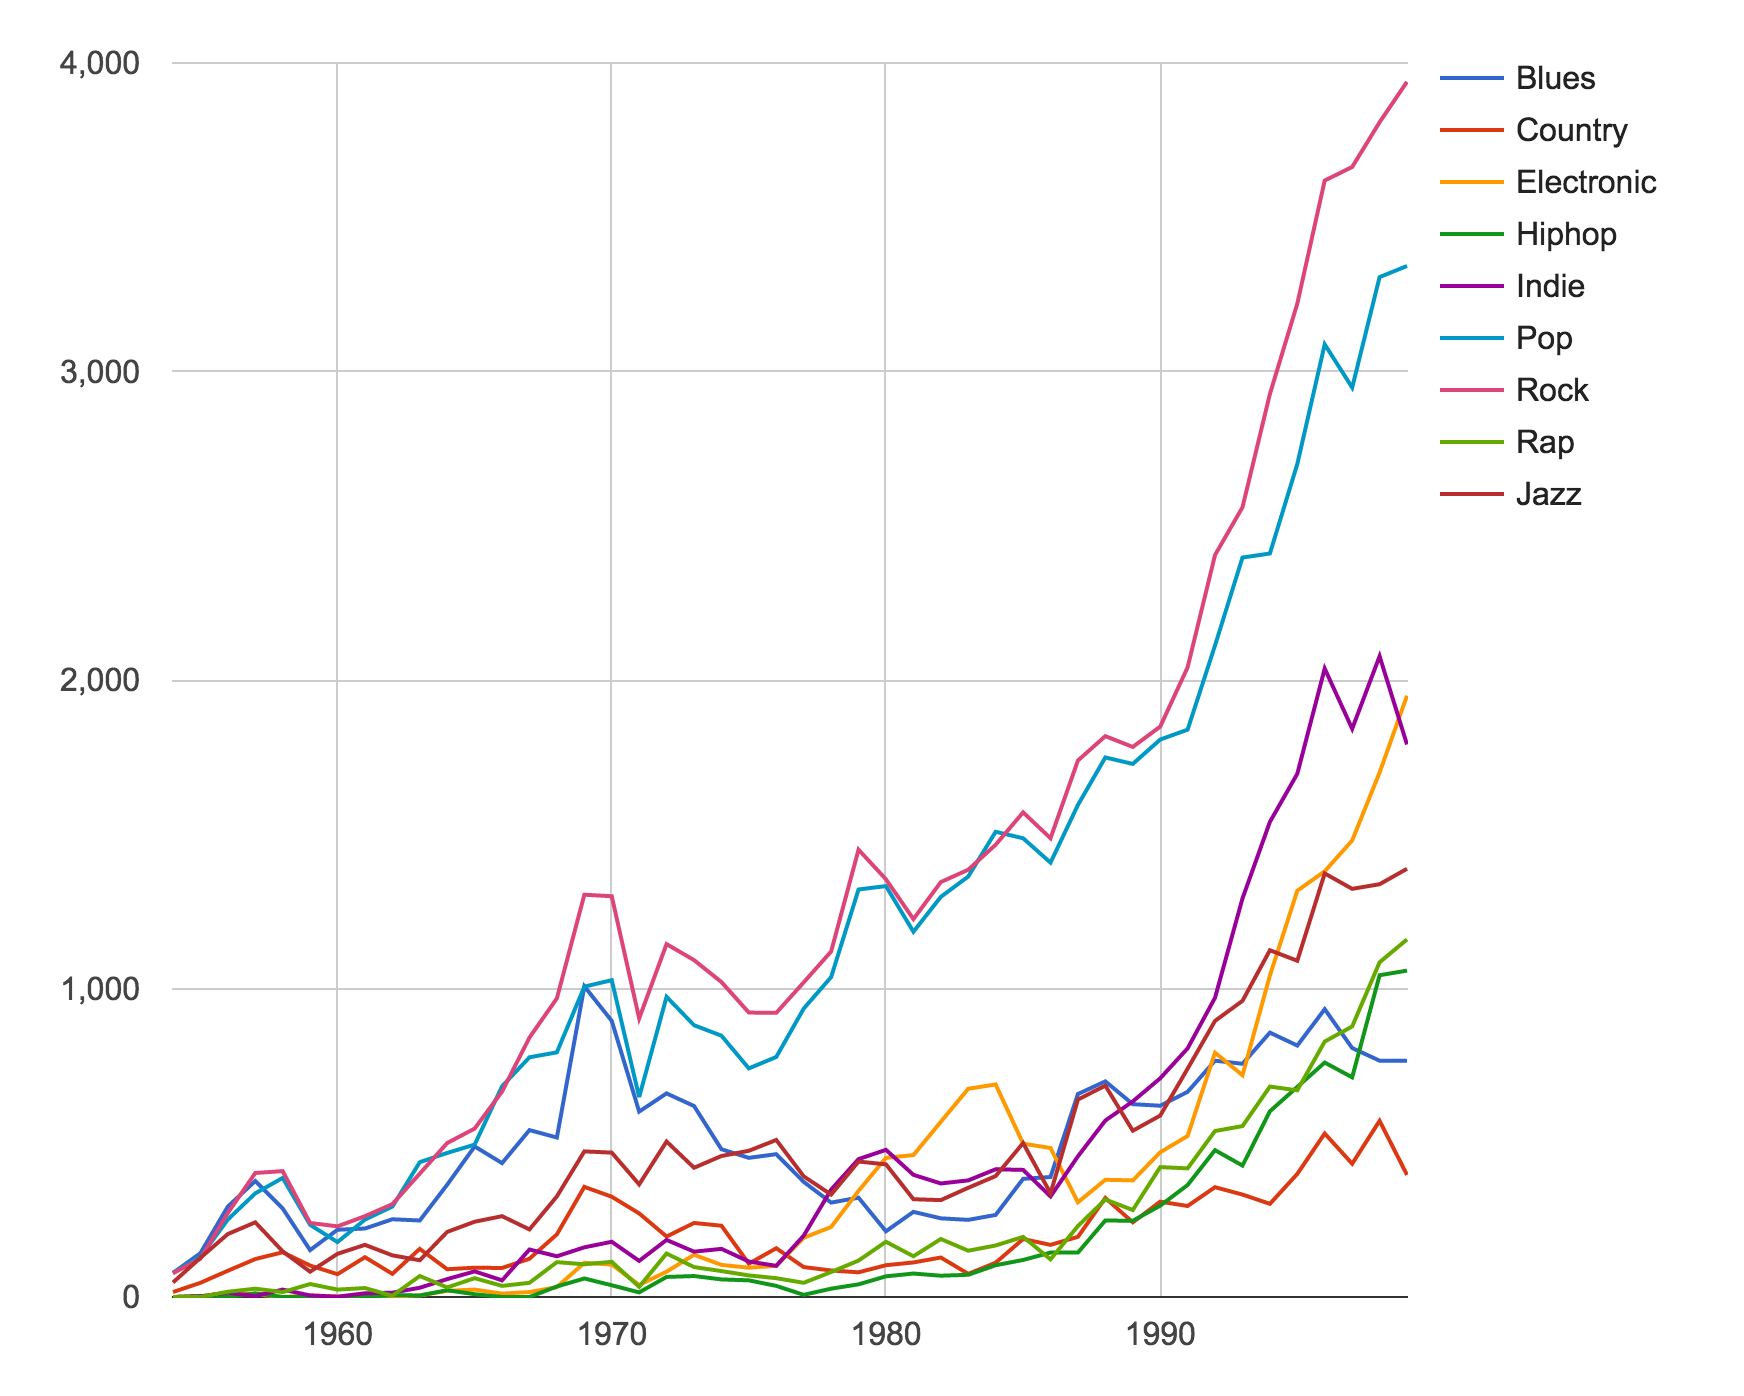 4,000
3,000
2,000
1,000
0
1960 1970 1980 1990
Blues
Country
Electronic
Hiphop
Indie
Pop
Rock
Rap
Jazz